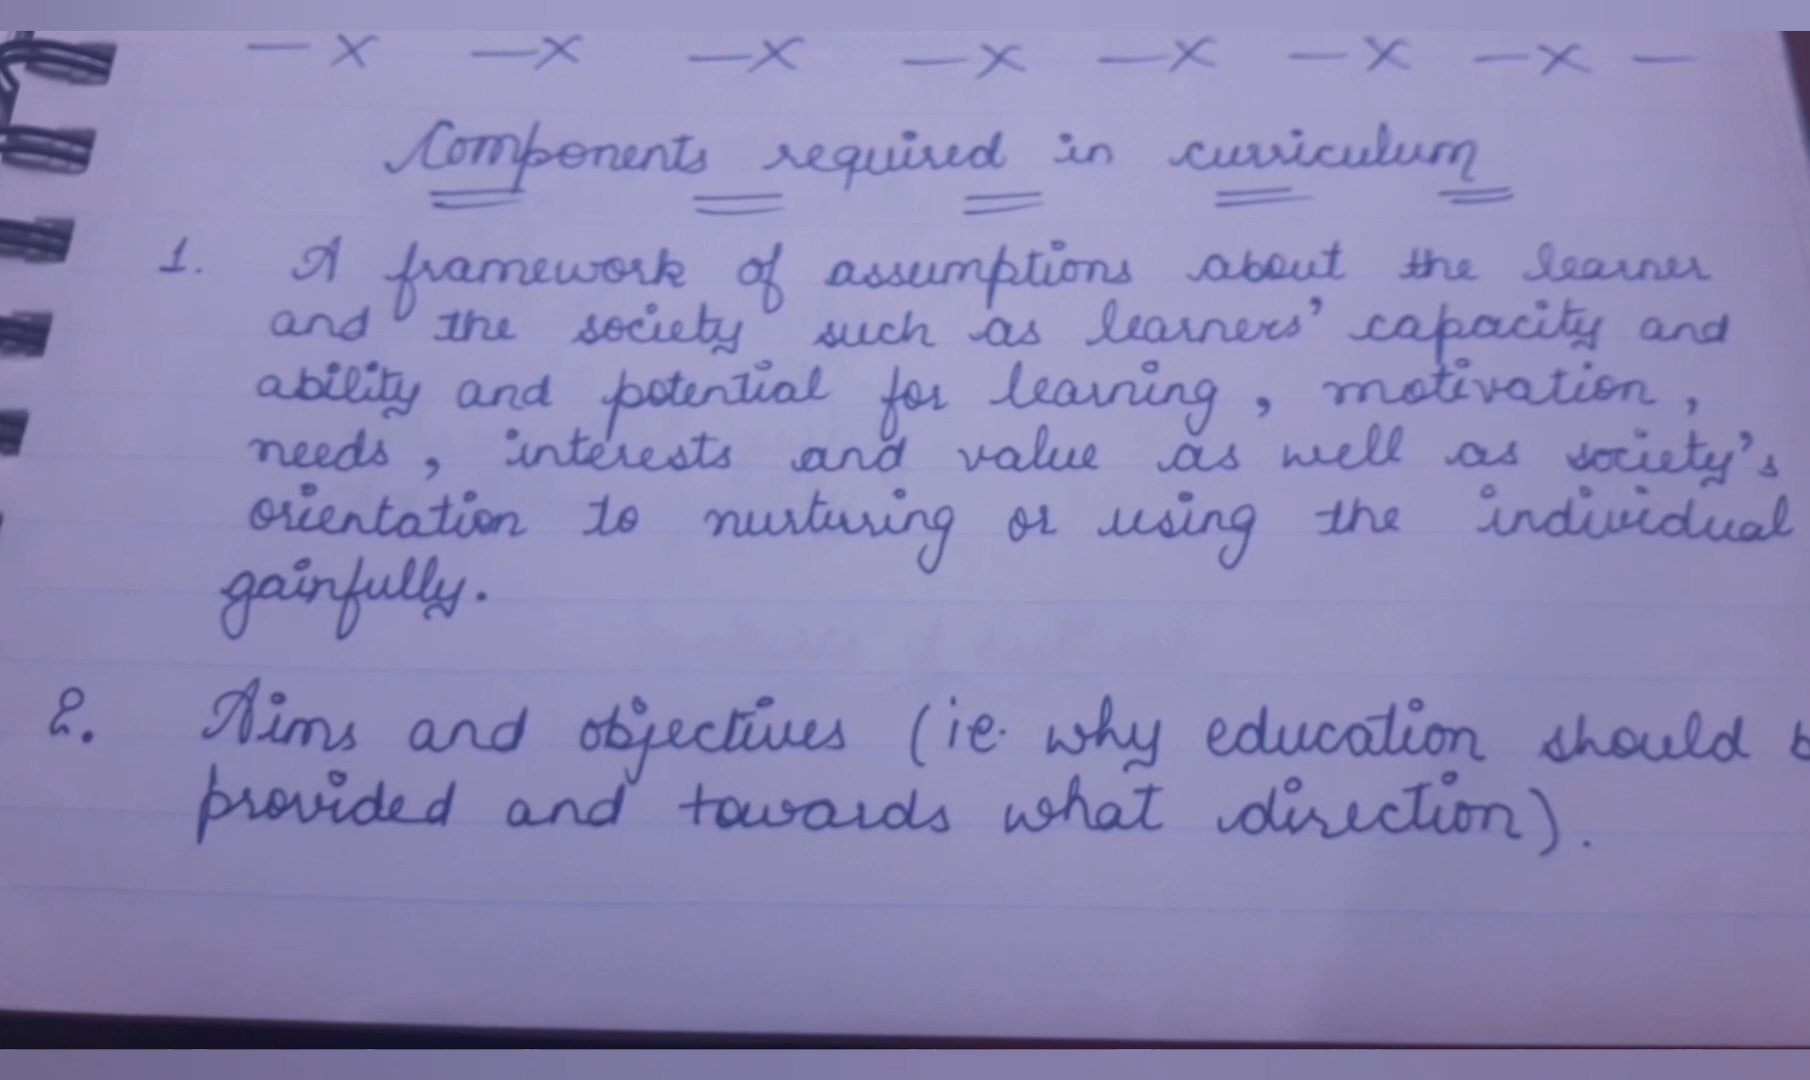 — x — x — x — x — x — x — x —
Components required in curriculum
1. A framework of assumptions about the learner
and the society such as learners' capacity and
ability and potential for learning, motivation,
needs, interests and value as well as society's
orientation to nurturing or using the individual
gainfully.
2. Aims and objectives (ie. why education should b
provided and towards what direction).